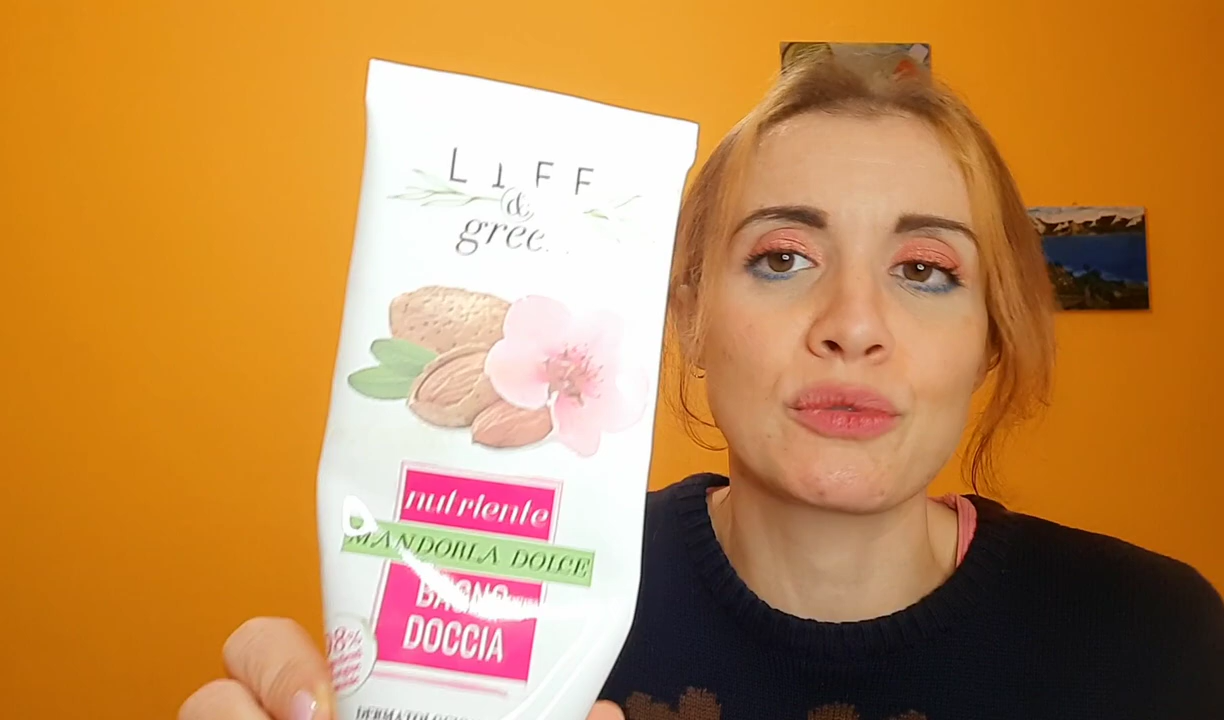 LIFE
&
gree
nutriente
MANDORLA DOLCE
BAGNO
DOCCIA
98%